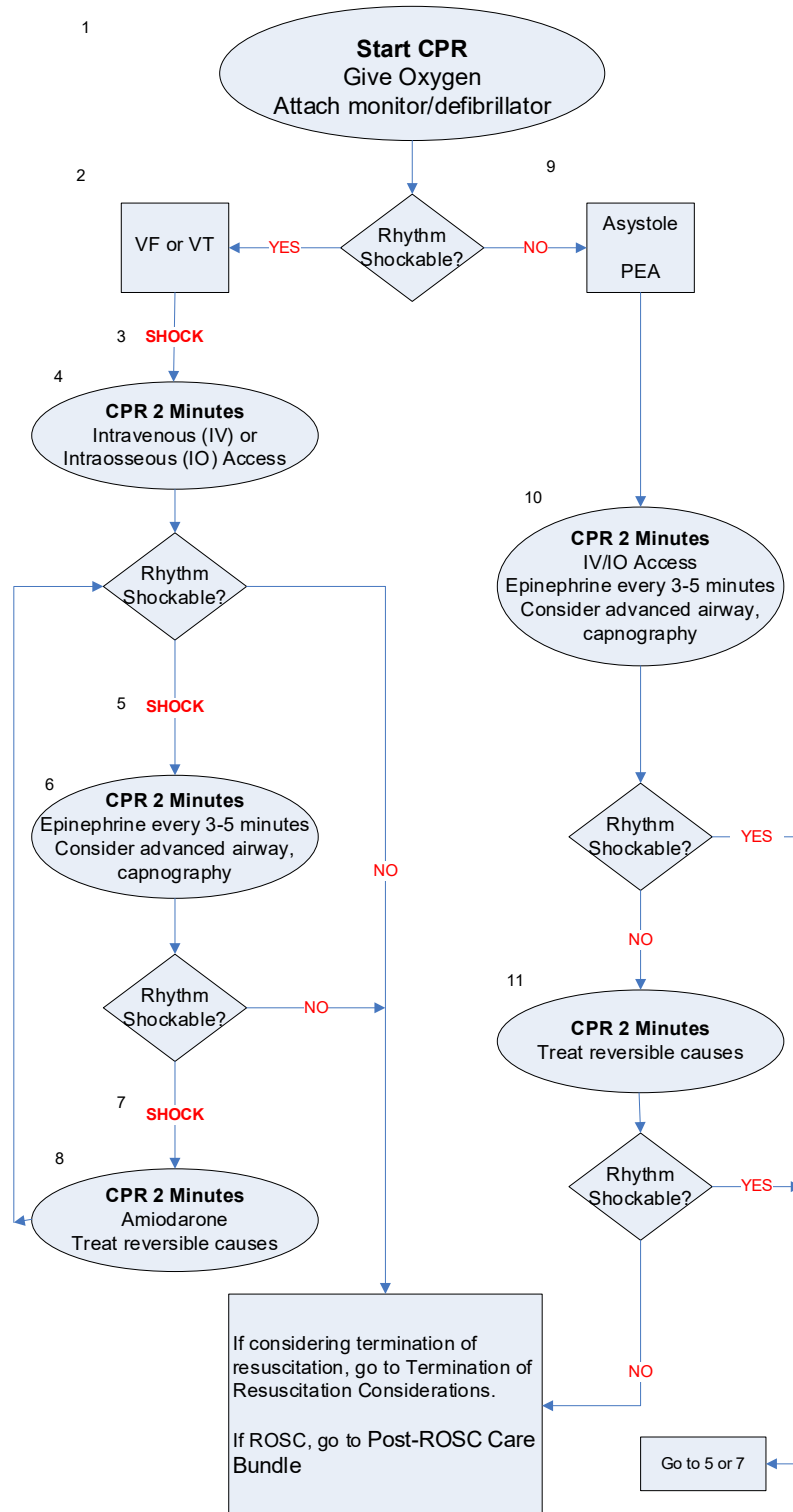 1
Start CPR
Give Oxygen
Attach monitor/defibrillator
2
9
VF or VT
YES
Rhythm
Shockable?
NO
Asystole
PEA
3
SHOCK
4
CPR 2 Minutes
Intravenous (IV) or
Intraosseous (IO) Access
10
CPR 2 Minutes
IV/IO Access
Epinephrine every 3-5 minutes
Consider advanced airway,
capnography
Rhythm
Shockable?
5
SHOCK
6
CPR 2 Minutes
Epinephrine every 3-5 minutes
Consider advanced airway,
capnography
NO
Rhythm
Shockable?
YES
NO
Rhythm
Shockable?
NO
11
CPR 2 Minutes
Treat reversible causes
7
SHOCK
8
CPR 2 Minutes
Amiodarone
Treat reversible causes
Rhythm
Shockable?
YES
NO
If considering termination of
resuscitation, go to Termination of
Resuscitation Considerations.
If ROSC, go to Post-ROSC Care
Bundle
Go to 5 or 7